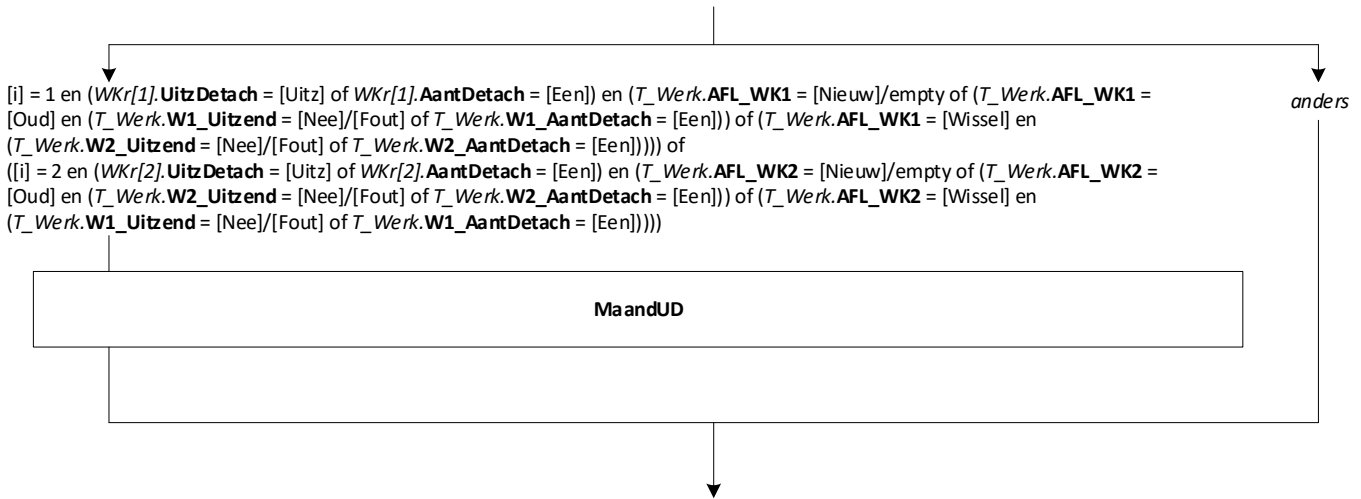 [i] = 1 en (WKr[1].UitzDetach = [Uitz] of WKr[1].AantDetach = [Een]) en (T_Werk.AFL_WK1 = [Nieuw]/empty of (T_Werk.AFL_WK1 =
[Oud] en (T_Werk.W1_Uitzend = [Nee]/[Fout] of T_Werk.W1_AantDetach = [Een])) of (T_Werk.AFL_WK1 = [Wissel] en
(T_Werk.W2_Uitzend = [Nee]/[Fout] of T_Werk.W2_AantDetach = [Een])))) of
([i] = 2 en (WKr[2].UitzDetach = [Uitz] of WKr[2].AantDetach = [Een]) en (T_Werk.AFL_WK2 = [Nieuw]/empty of (T_Werk.AFL_WK2 =
[Oud] en (T_Werk.W2_Uitzend = [Nee]/[Fout] of T_Werk.W2_AantDetach = [Een])) of (T_Werk.AFL_WK2 = [Wissel] en
(T_Werk.W1_Uitzend = [Nee]/[Fout] of T_Werk.W1_AantDetach = [Een]))))
anders
MaandUD